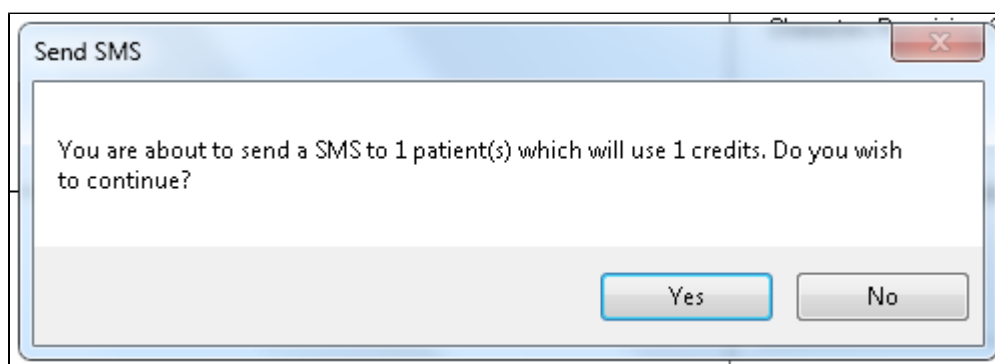 Send SMS
You are about to send a SMS to 1 patient(s) which will use 1 credits. Do you wish
to continue?
Yes
No